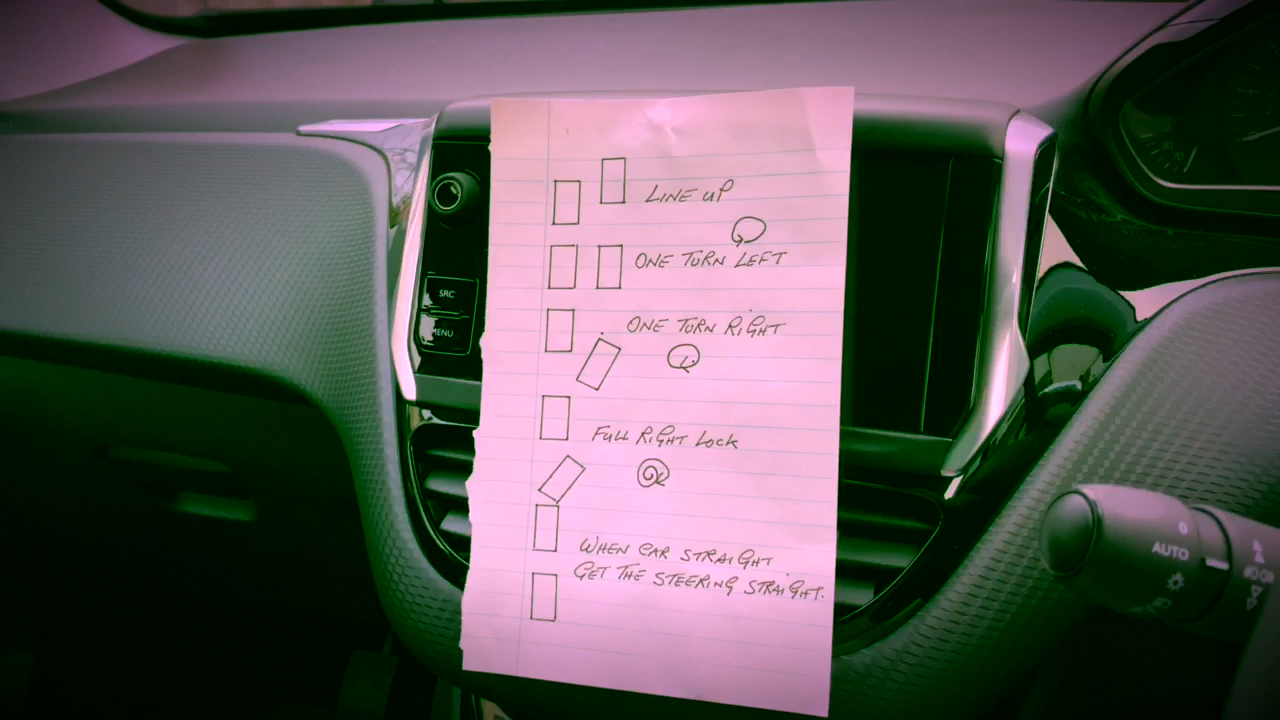 LINE UP
ONE TURN LEFT
ONE TURN RIGHT
FULL RIGHT LOCK
WHEN CAR STRAIGHT
GET THE STEERING STRAIGHT.
SRC
MENU
0
AUTO